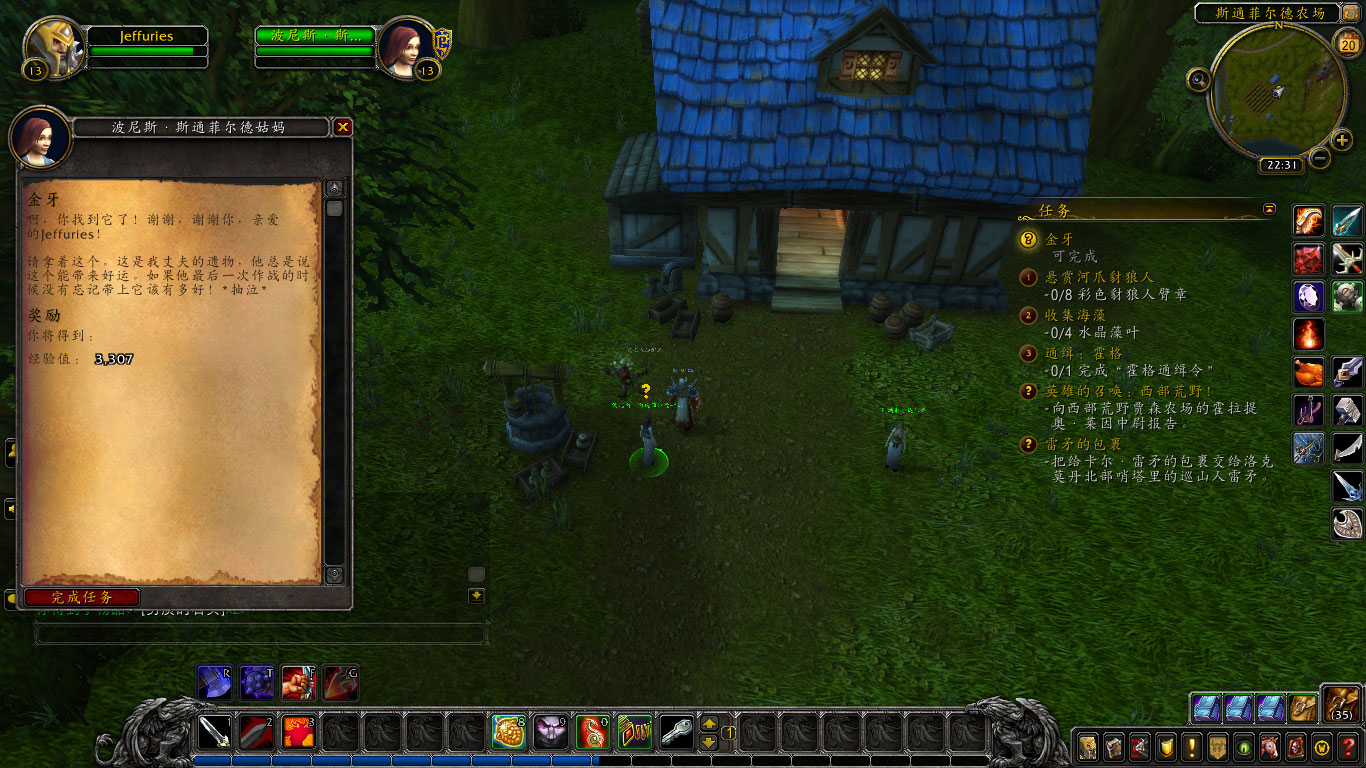 Jeffuries
13
波尼斯·斯...
13
斯通菲尔德农场
N
20
22:31
波尼斯·斯通菲尔德姑妈
金牙
啊，你找到它了！谢谢，谢谢你，亲爱
的Jeffuries！
请拿着这个。这是我丈夫的遗物，他总是说
这个能带来好运。如果他最后一次作战的时
候没有忘记带上它该有多好！*抽泣*
奖励
你将得到：
经验值： 3,307
完成任务
任务
? 金牙
可完成
1 悬赏河爪豺狼人
-0/8 彩色豺狼人臂章
2 收集海藻
-0/4 水晶藻叶
3 通缉：霍格
-0/1 完成“霍格通缉令”
? 英雄的召唤：西部荒野！
-向西部荒野贾森农场的霍拉提
奥·莱因中尉报告。
? 雷矛的包裹
-把给卡尔·雷矛的包裹交给洛克
莫丹北部哨塔里的巡山人雷矛。
?
R
T
F
G
2
3
8
9
0
1
(35)